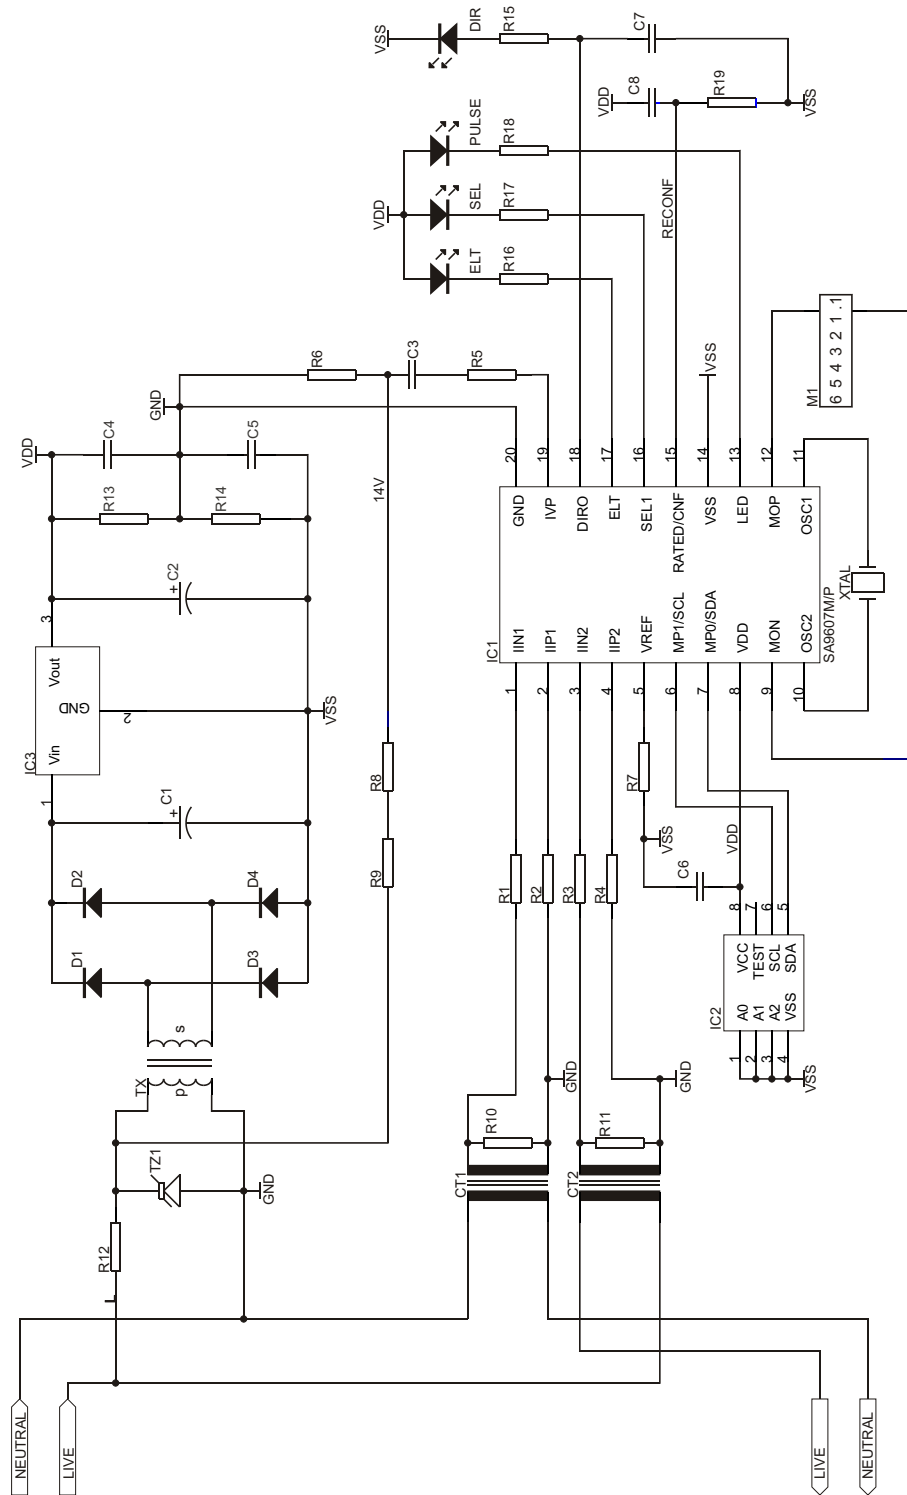 VSS
DIR
R15
C7
VDD
C8
R19
VSS
PULSE
R18
VDD
SEL
R17
RECONF
ELT
R16
R6
C3
R5
VSS
M1
6 5 4 3 2 1 .1
GND
VDD
C4
C5
R13
R14
14V
C2
3
Vout
GND
2
IC3
Vin
1
VSS
C1
R8
R9
D2
D4
D1
D3
20
19
18
17
16
15
14
13
12
11
GND
IVP
DIRO
ELT
SEL1
RATED/CNF
VSS
LED
MOP
OSC1
IC1
SA9607M/P
XTAL
IIN1
IIP1
IIN2
IIP2
VREF
MP1/SCL
MP0/SDA
VDD
MON
OSC2
1
2
3
4
5
6
7
8
9
10
R7
VSS
C6
VDD
R1
R2
R3
R4
8
7
6
5
VCC
TEST
SCL
SDA
IC2
A0
A1
A2
VSS
1
2
3
4
VSS
TX
s
p
TZ1
GND
R12
L
GND
GND
R10
R11
CT1
CT2
NEUTRAL
LIVE
LIVE
NEUTRAL